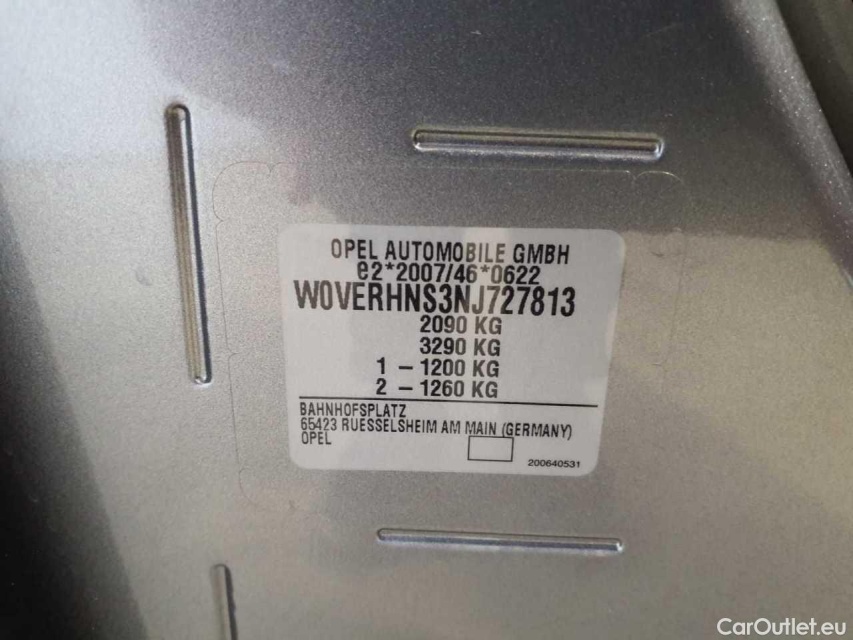 OPEL AUTOMOBILE GMBH
e2*2007/46*0622
W0VERHNS3NJ727813
2090 KG
3290 KG
1 – 1200 KG
2 – 1260 KG
BAHNHOFSPLATZ
65423 RUESSELSHEIM AM MAIN (GERMANY)
OPEL
200640531
CarOutlet.eu